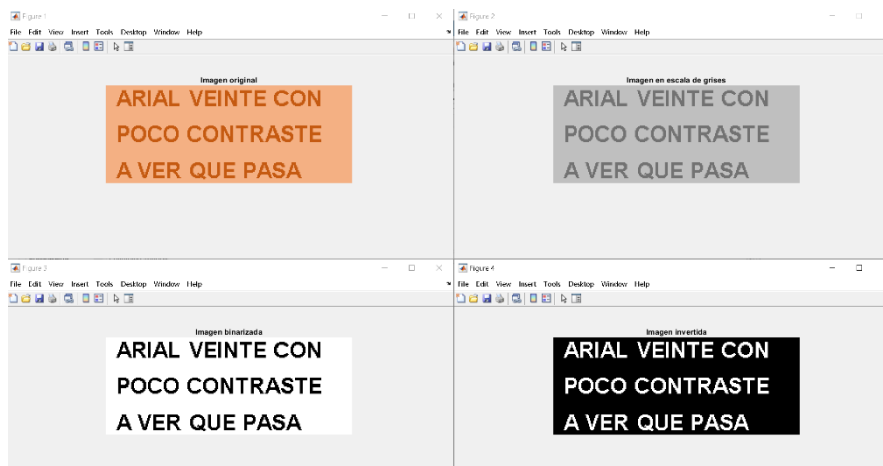 Figure 1
File Edit View Insert Tools Desktop Window Help
Imagen original
ARIAL VEINTE CON
POCO CONTRASTE
A VER QUE PASA
Figure 2
File Edit View Insert Tools Desktop Window Help
Imagen en escala de grises
ARIAL VEINTE CON
POCO CONTRASTE
A VER QUE PASA
Figure 3
File Edit View Insert Tools Desktop Window Help
Imagen binarizada
ARIAL VEINTE CON
POCO CONTRASTE
A VER QUE PASA
Figure 4
File Edit View Insert Tools Desktop Window Help
Imagen invertida
ARIAL VEINTE CON
POCO CONTRASTE
A VER QUE PASA